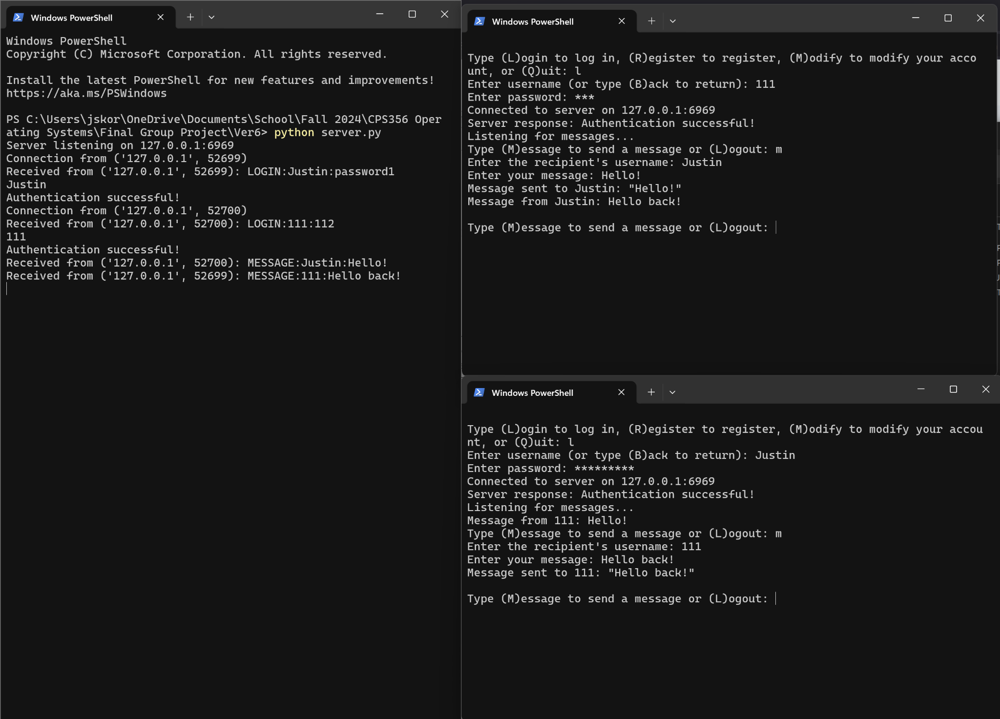 Windows PowerShell
Windows PowerShell
Copyright (C) Microsoft Corporation. All rights reserved.
Install the latest PowerShell for new features and improvements!
https://aka.ms/PSWindows
PS C:\Users\jskor\OneDrive\Documents\School\Fall 2024\CPS356 Oper
ating Systems\Final Group Project\Ver6> python server.py
Server listening on 127.0.0.1:6969
Connection from ('127.0.0.1', 52699)
Received from ('127.0.0.1', 52699): LOGIN:Justin:password1
Justin
Authentication successful!
Connection from ('127.0.0.1', 52700)
Received from ('127.0.0.1', 52700): LOGIN:111:112
111
Authentication successful!
Received from ('127.0.0.1', 52700): MESSAGE:Justin:Hello!
Received from ('127.0.0.1', 52699): MESSAGE:111:Hello back!
Windows PowerShell
Type (L)ogin to log in, (R)egister to register, (M)odify to modify your acco
unt, or (Q)uit: l
Enter username (or type (B)ack to return): 111
Enter password: ***
Connected to server on 127.0.0.1:6969
Server response: Authentication successful!
Listening for messages...
Type (M)essage to send a message or (L)ogout: m
Enter the recipient's username: Justin
Enter your message: Hello!
Message sent to Justin: "Hello!"
Message from Justin: Hello back!
Type (M)essage to send a message or (L)ogout:
Windows PowerShell
Type (L)ogin to log in, (R)egister to register, (M)odify to modify your accou
nt, or (Q)uit: l
Enter username (or type (B)ack to return): Justin
Enter password: *********
Connected to server on 127.0.0.1:6969
Server response: Authentication successful!
Listening for messages...
Message from 111: Hello!
Type (M)essage to send a message or (L)ogout: m
Enter the recipient's username: 111
Enter your message: Hello back!
Message sent to 111: "Hello back!"
Type (M)essage to send a message or (L)ogout: